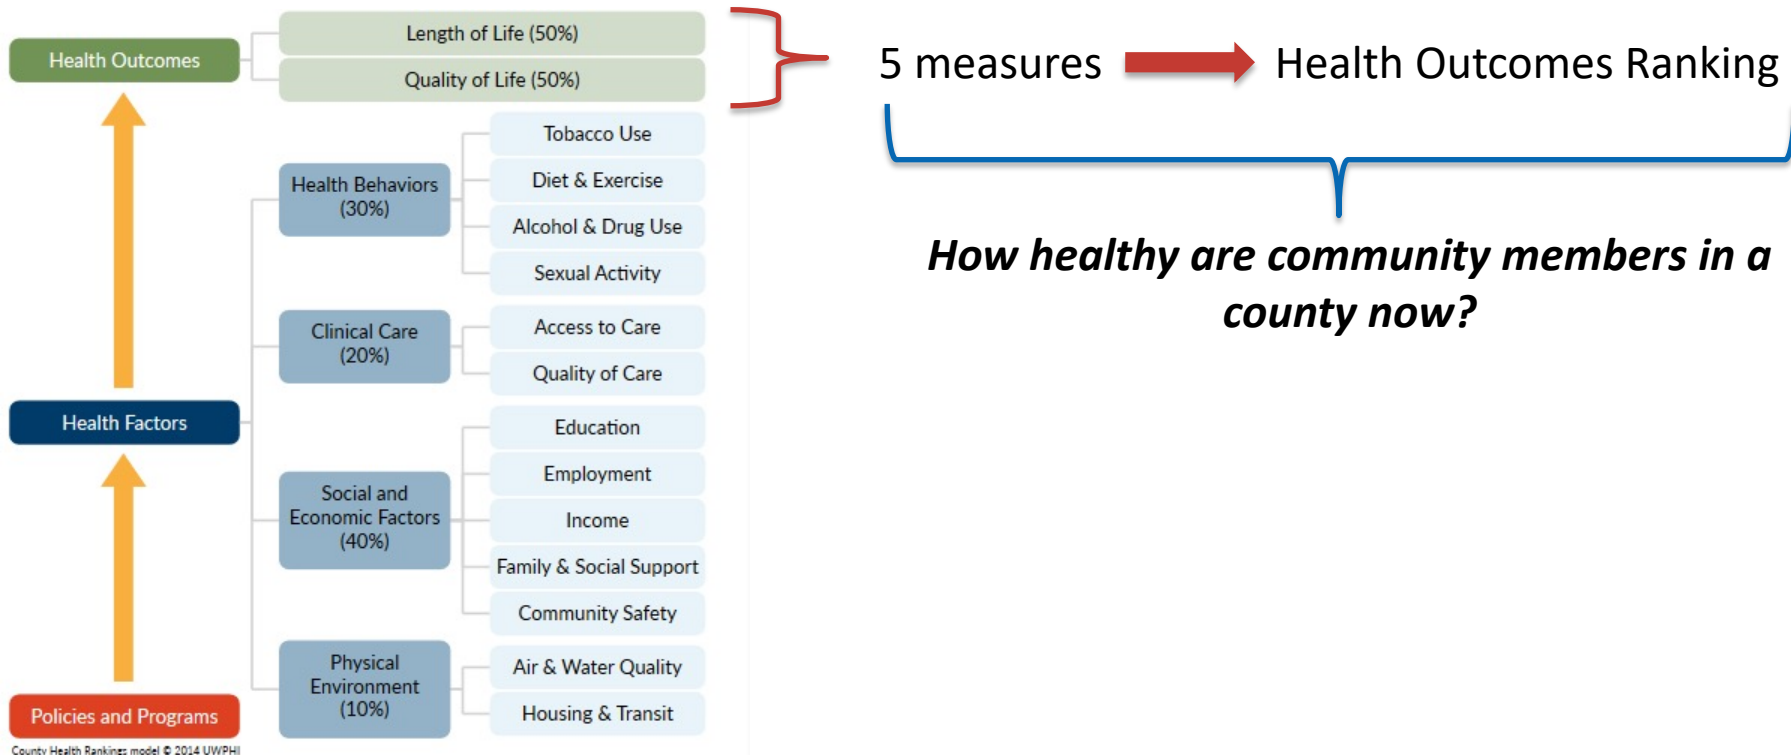 Health Outcomes
Length of Life (50%)
Quality of Life (50%)
5 measures
Health Outcomes Ranking
How healthy are community members in a
county now?
Health Factors
Health Behaviors
(30%)
Tobacco Use
Diet & Exercise
Alcohol & Drug Use
Sexual Activity
Clinical Care
(20%)
Access to Care
Quality of Care
Social and
Economic Factors
(40%)
Education
Employment
Income
Family & Social Support
Community Safety
Physical
Environment
(10%)
Air & Water Quality
Housing & Transit
Policies and Programs
County Health Rankings model © 2014 UWPHI